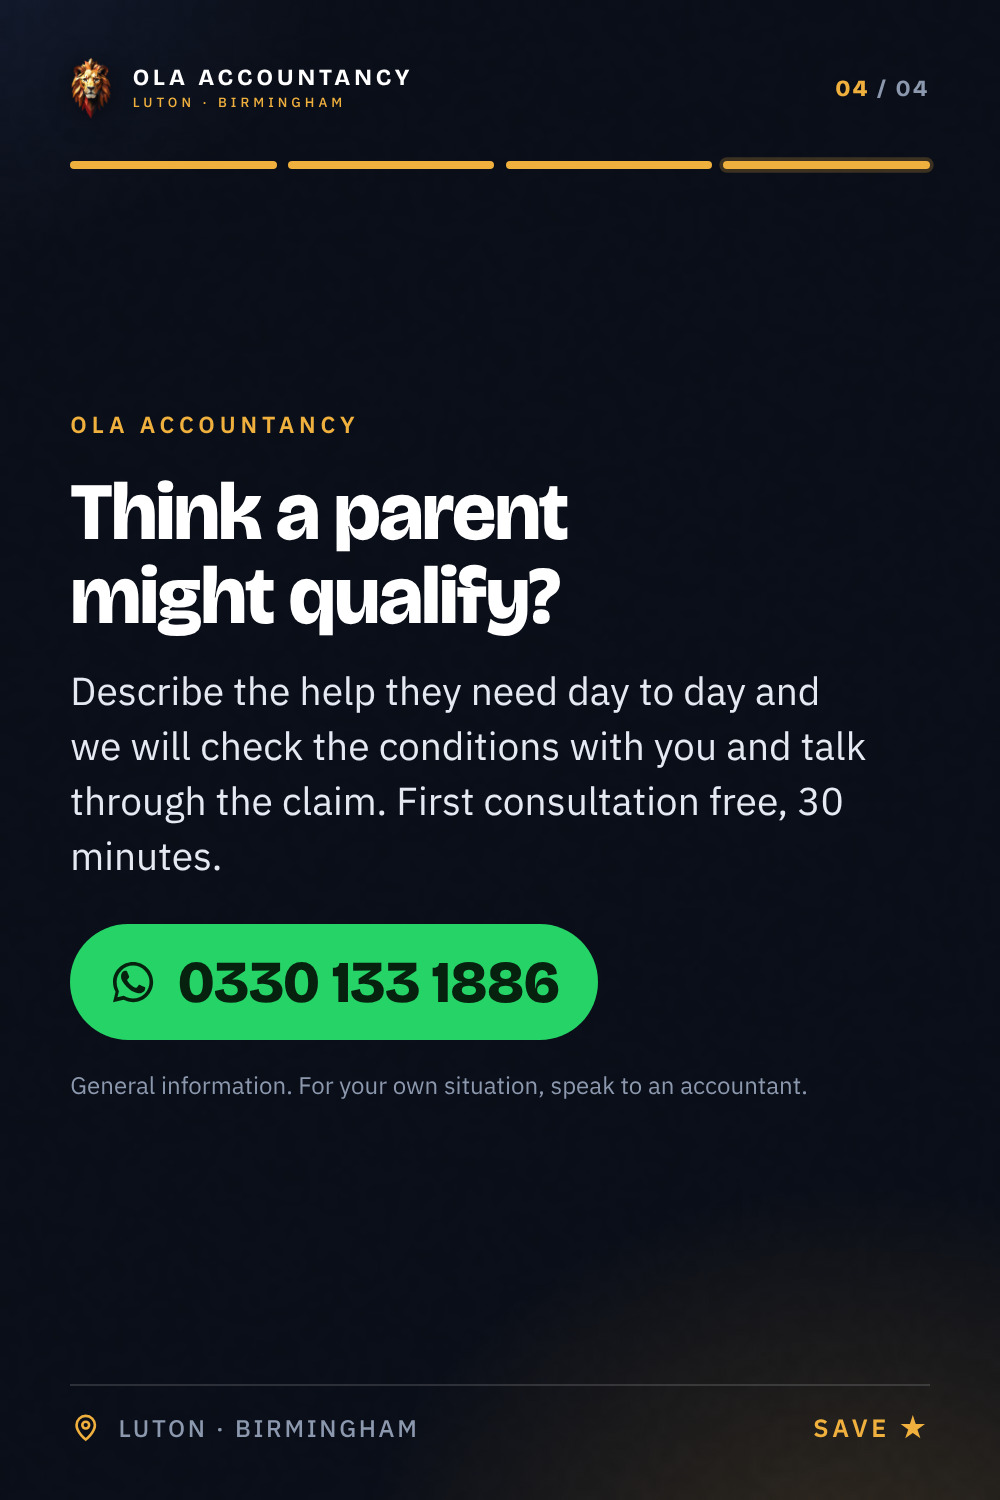 OLA ACCOUNTANCY
LUTON · BIRMINGHAM
04 / 04
OLA ACCOUNTANCY
Think a parent
might qualify?
Describe the help they need day to day and
we will check the conditions with you and talk
through the claim. First consultation free, 30
minutes.
0330 133 1886
General information. For your own situation, speak to an accountant.
LUTON · BIRMINGHAM
SAVE ★